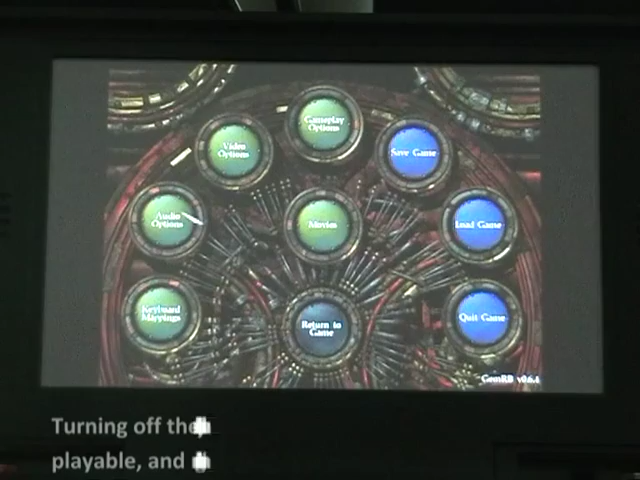 Gameplay
Options
Video
Options
Save Game
Audio
Options
Movies
Load Game
Keyboard
Mappings
Return to
Game
Quit Game
GemRB v0.6.4
Turning off the
playable, and